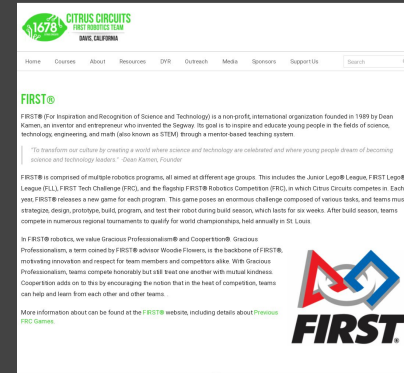 1678
CITRUS CIRCUITS
FIRST ROBOTICS TEAM
DAVIS, CALIFORNIA
Home Courses About Resources DYR Outreach Media Sponsors Support Us Search
FIRST®
FIRST® (For Inspiration and Recognition of Science and Technology) is a non-profit, international organization founded in 1989 by Dean
Kamen, an inventor and entrepreneur who invented the Segway. Its goal is to inspire and educate young people in the fields of science,
technology, engineering, and math (also known as STEM) through a mentor-based teaching system.
"To transform our culture by creating a world where science and technology are celebrated and where young people dream of becoming
science and technology leaders." -Dean Kamen, Founder
FIRST® is comprised of multiple robotics programs, all aimed at different age groups. This includes the Junior Lego® League, FIRST Lego®
League (FLL), FIRST Tech Challenge (FRC), and the flagship FIRST® Robotics Competition (FRC), in which Citrus Circuits competes in. Each
year, FIRST® releases a new game for each program. This game poses an enormous challenge composed of various tasks, and teams mus
strategize, design, prototype, build, program, and test their robot during build season, which lasts for six weeks. After build season, teams
compete in numerous regional tournaments to qualify for world championships, held annually in St. Louis.
In FIRST® robotics, we value Gracious Professionalism® and Coopertition®. Gracious
Professionalism, a term coined by FIRST® advisor Woodie Flowers, is the backbone of FIRST®,
motivating innovation and respect for team members and competitors alike. With Gracious
Professionalism, teams compete honorably but still treat one another with mutual kindness.
Coopertition adds on to this by encouraging the notion that in the heat of competition, teams
can help and learn from each other and other teams.
More information about can be found at the FIRST® website, including details about Previous
FRC Games.
FIRST®